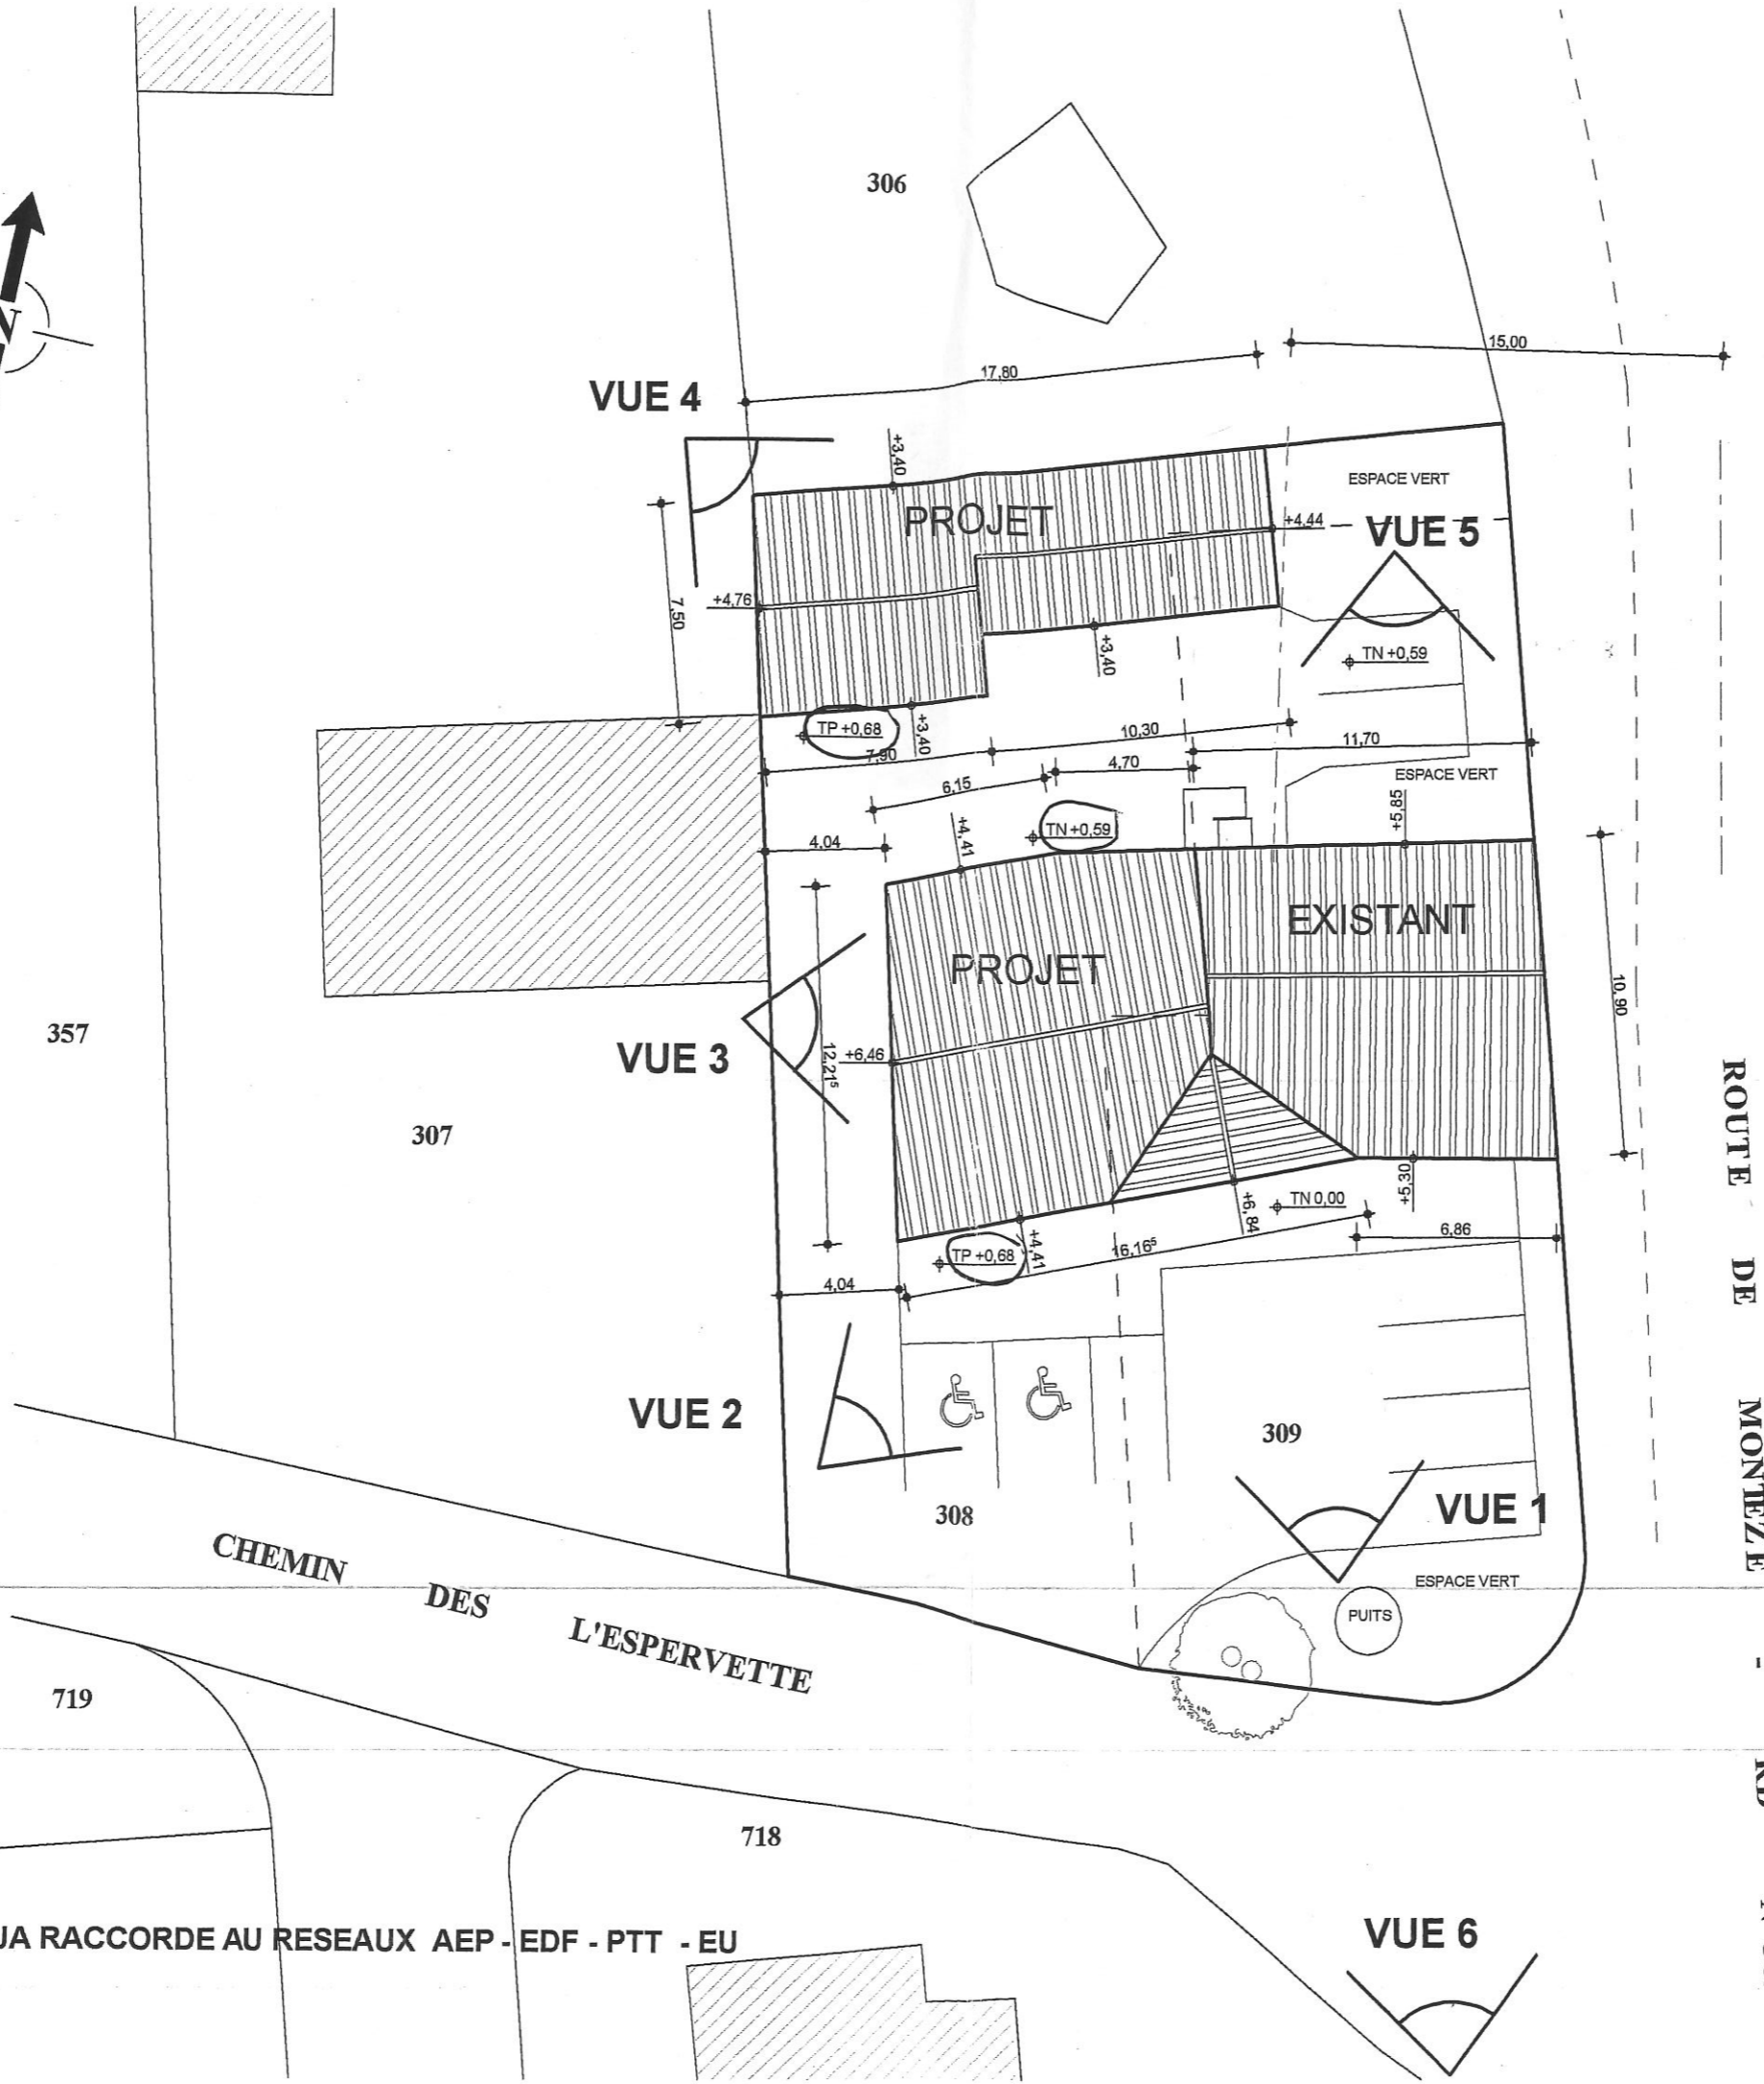 306
N
15,00
17,80
VUE 4
+3,40
ESPACE VERT
PROJET
+4,44
VUE 5
+4,76
7,50
+3,40
TN +0,59
TP +0,68
+3,40
10,30
11,70
7,90
4,70
ESPACE VERT
6,15
+5,85
TN +0,59
4,04
+4,41
EXISTANT
PROJET
10,90
357
VUE 3
+6,46
12,21⁵
307
ROUTE DE MONTEZE -
+5,30
TN 0,00
+6,84
6,86
16,16⁵
+4,41
TP +0,68
4,04
VUE 2
309
308
VUE 1
CHEMIN DES L'ESPERVETTE
ESPACE VERT
PUITS
719
718
RACCORDE AU RESEAUX AEP - EDF - PTT - EU
VUE 6